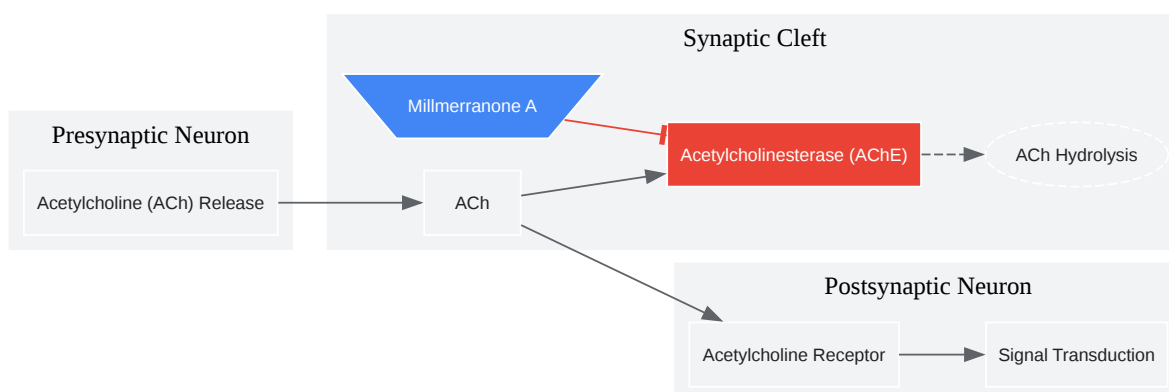 Synaptic Cleft
Millmerranone A
Presynaptic Neuron
Acetylcholinesterase (AChE)
ACh Hydrolysis
Acetylcholine (ACh) Release
ACh
Postsynaptic Neuron
Acetylcholine Receptor
Signal Transduction